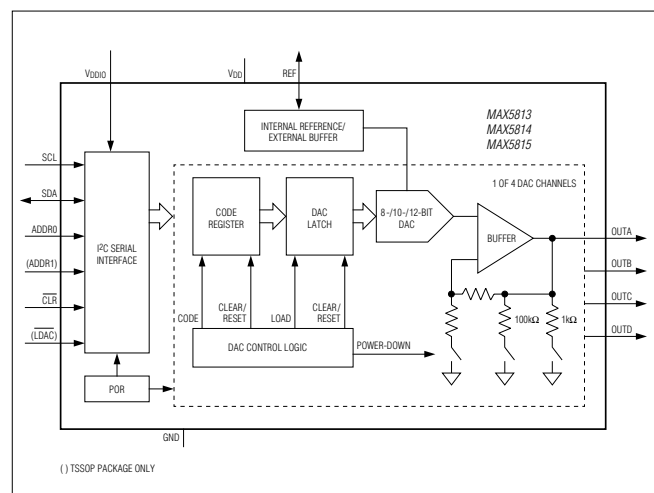 VDDIO
VDD
REF
INTERNAL REFERENCE/
EXTERNAL BUFFER
MAX5813
MAX5814
MAX5815
SCL
SDA
ADDR0
(ADDR1)
CLR
(LDAC)
I2C SERIAL
INTERFACE
1 OF 4 DAC CHANNELS
CODE
REGISTER
DAC
LATCH
8-/10-/12-BIT
DAC
BUFFER
OUTA
OUTB
OUTC
OUTD
100kΩ
1kΩ
CODE
CLEAR/
RESET
LOAD
CLEAR/
RESET
DAC CONTROL LOGIC
POWER-DOWN
POR
GND
( ) TSSOP PACKAGE ONLY